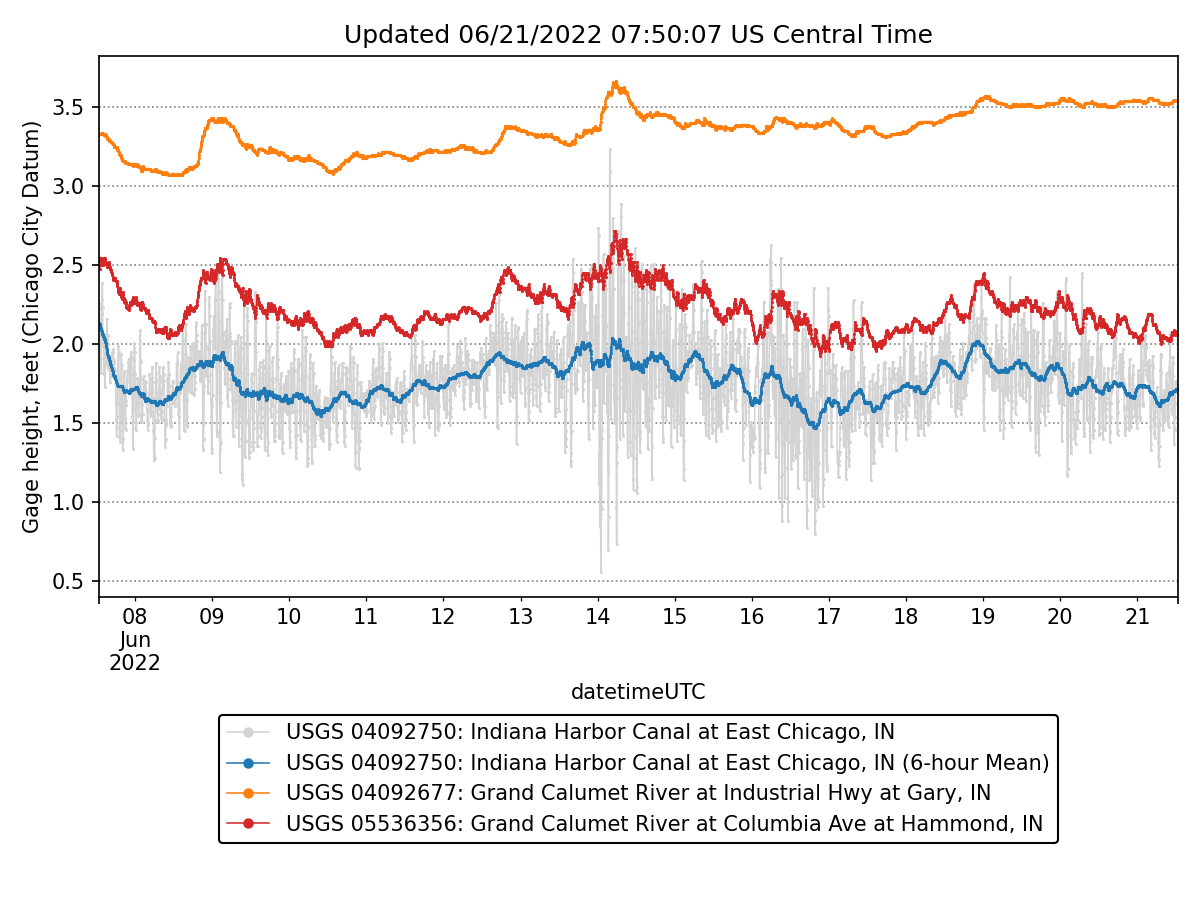 Updated 06/21/2022 07:50:07 US Central Time
Gage height, feet (Chicago City Datum)
3.5
3.0
2.5
2.0
1.5
1.0
0.5
08 09 10 11 12 13 14 15 16 17 18 19 20 21
Jun
2022
datetimeUTC
USGS 04092750: Indiana Harbor Canal at East Chicago, IN
USGS 04092750: Indiana Harbor Canal at East Chicago, IN (6-hour Mean)
USGS 04092677: Grand Calumet River at Industrial Hwy at Gary, IN
USGS 05536356: Grand Calumet River at Columbia Ave at Hammond, IN